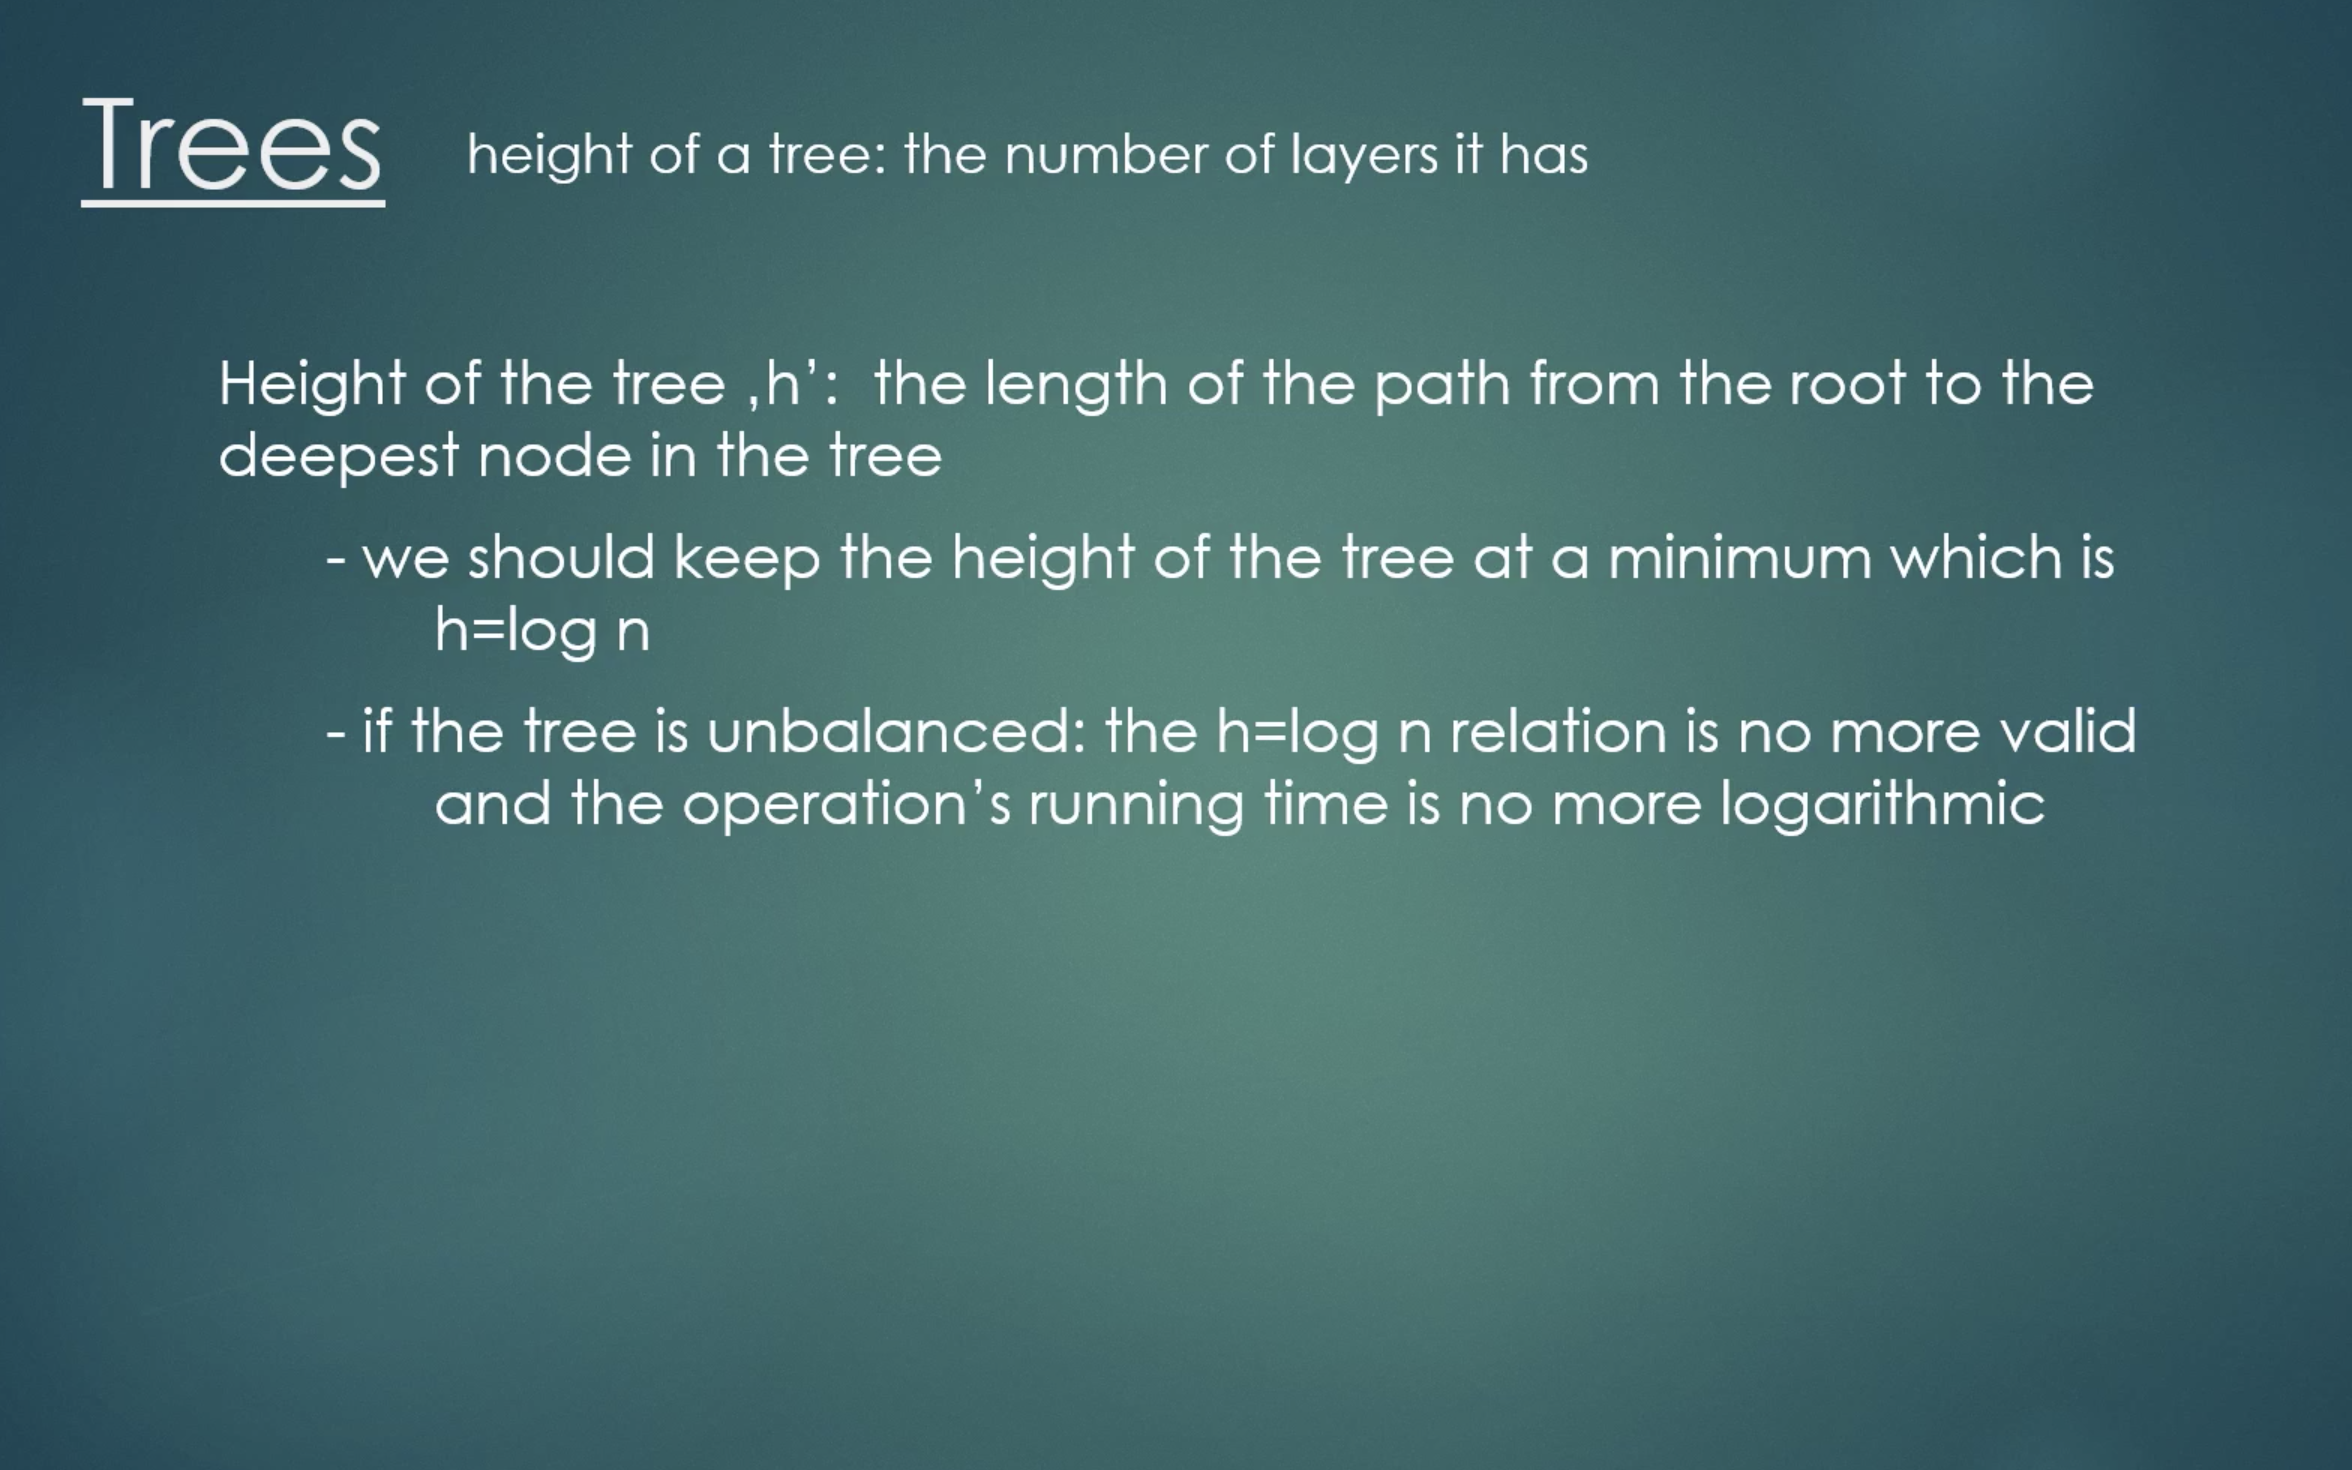 Trees
height of a tree: the number of layers it has
Height of the tree ‚h’: the length of the path from the root to the
deepest node in the tree
- we should keep the height of the tree at a minimum which is
h=log n
- if the tree is unbalanced: the h=log n relation is no more valid
and the operation’s running time is no more logarithmic